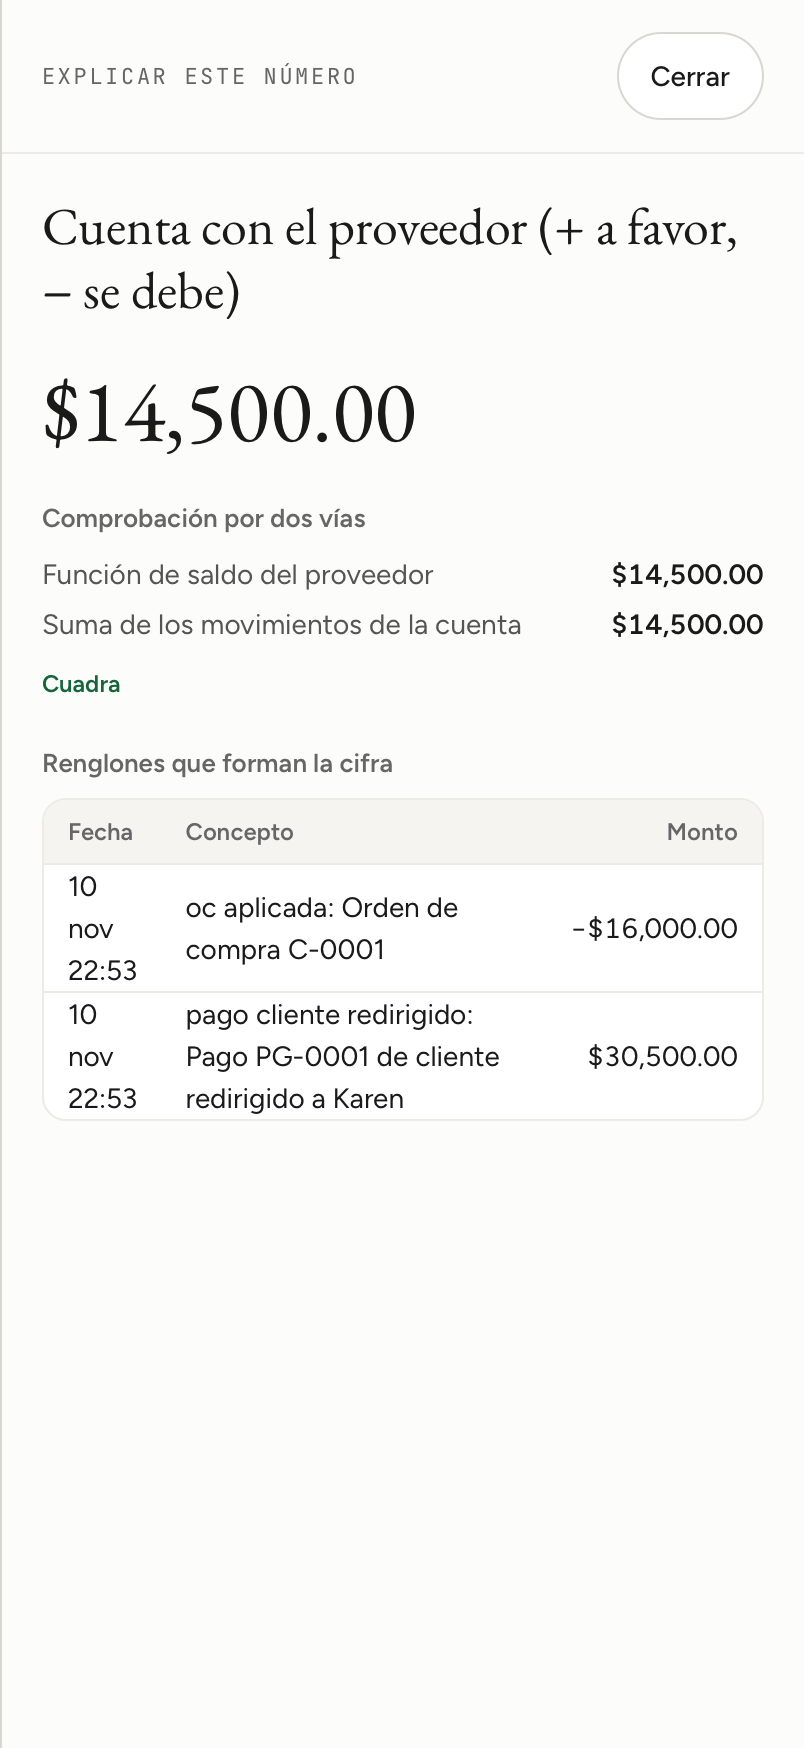 EXPLICAR ESTE NÚMERO
Cerrar
Cuenta con el proveedor (+ a favor,
− se debe)
$14,500.00
Comprobación por dos vías
Función de saldo del proveedor $14,500.00
Suma de los movimientos de la cuenta $14,500.00
Cuadra
Renglones que forman la cifra
Fecha Concepto Monto
10
nov
22:53
oc aplicada: Orden de
compra C-0001
−$16,000.00
10
nov
22:53
pago cliente redirigido:
Pago PG-0001 de cliente
redirigido a Karen
$30,500.00